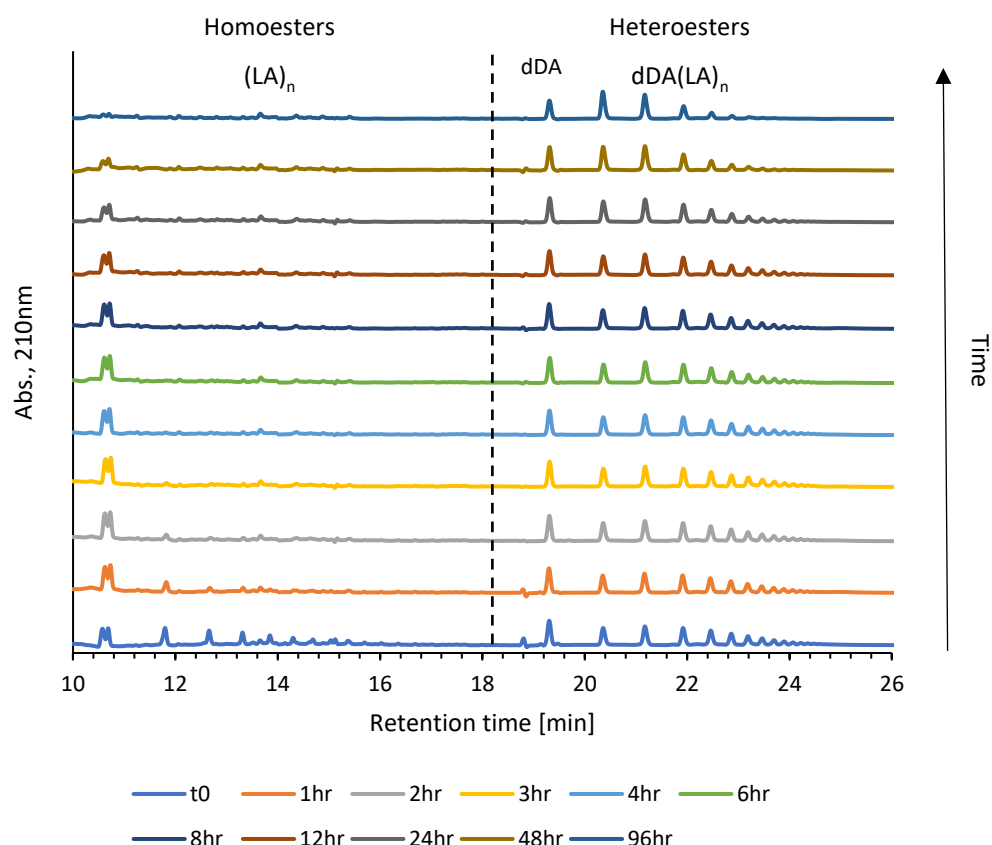 Homoesters Heteroesters
(LA)n dDA dDA(LA)n
Abs., 210nm
Time
10 12 14 16 18 20 22 24 26
Retention time [min]
t0 1hr 2hr 3hr 4hr 6hr
8hr 12hr 24hr 48hr 96hr